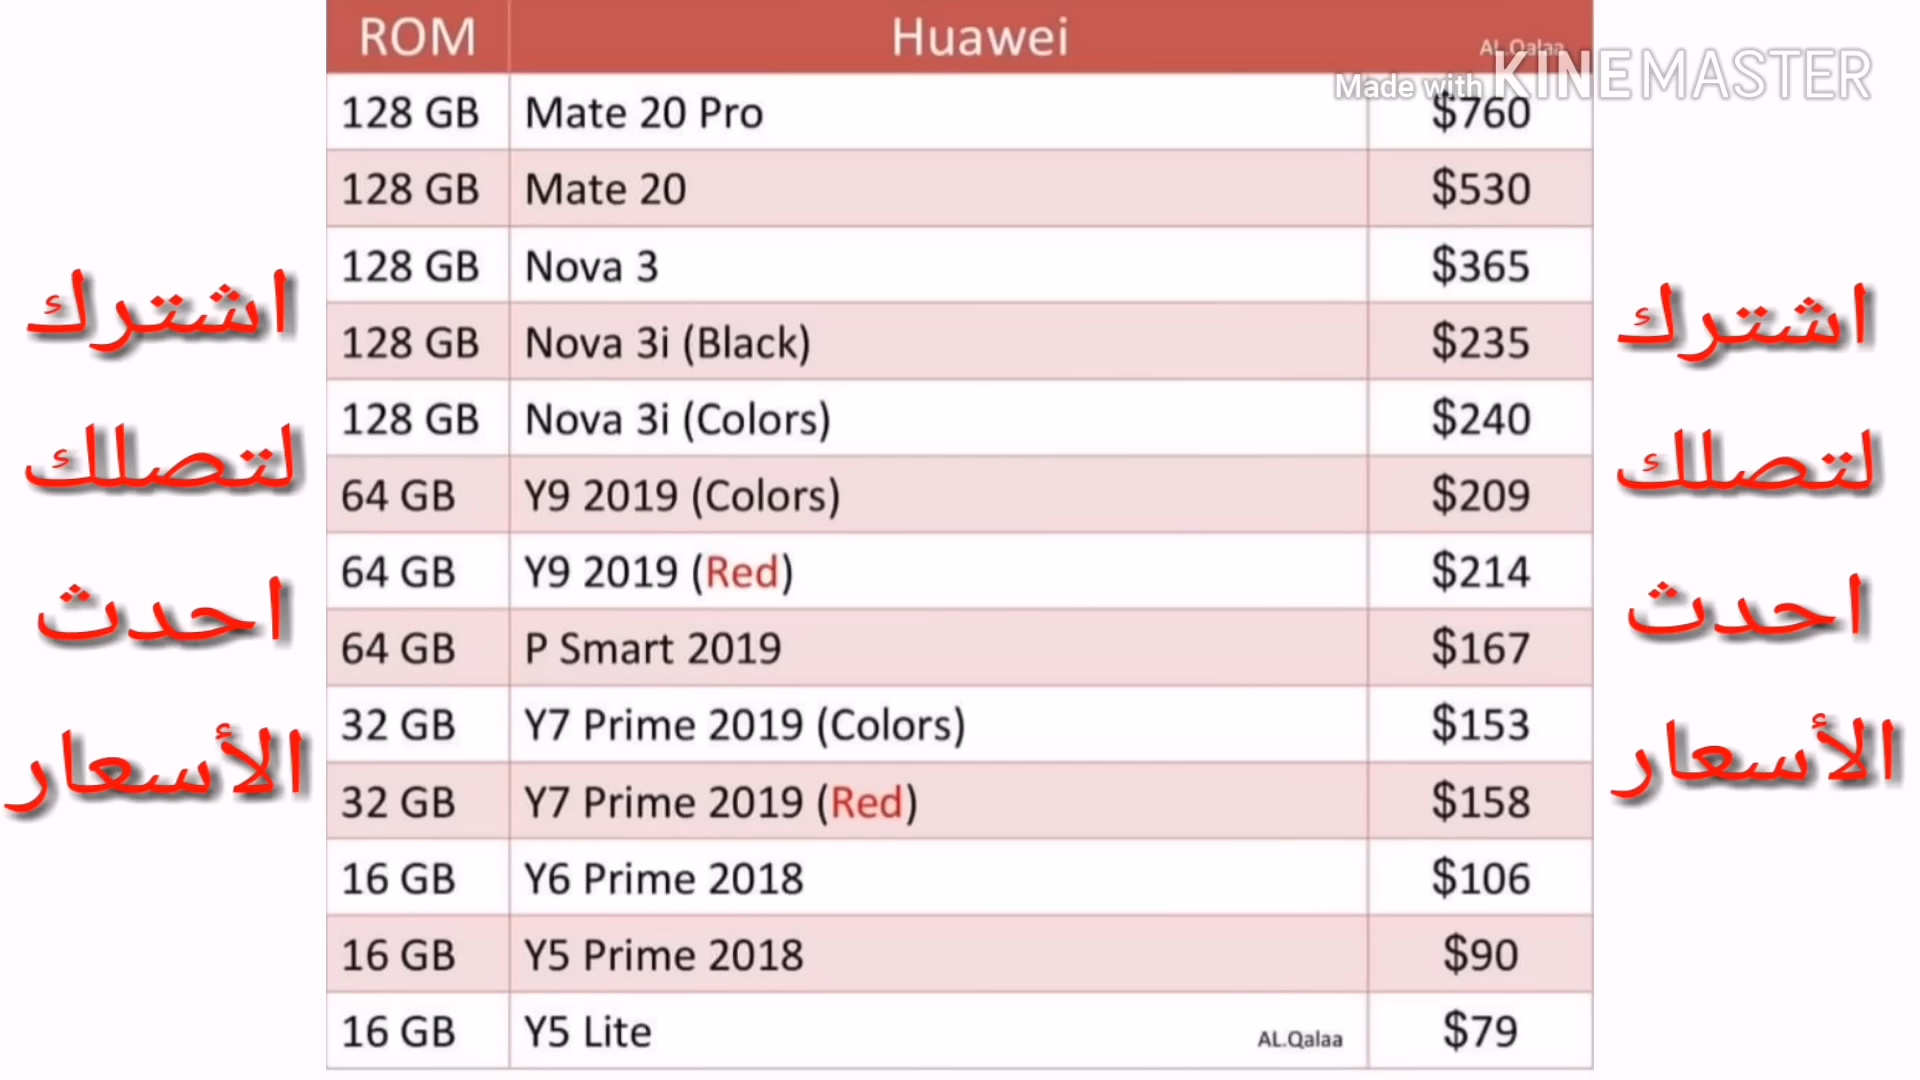 ROM Huawei AL.Qalaa
Made with KINEMASTER
128 GB Mate 20 Pro $760
128 GB Mate 20 $530
128 GB Nova 3 $365
128 GB Nova 3i (Black) $235
128 GB Nova 3i (Colors) $240
64 GB Y9 2019 (Colors) $209
64 GB Y9 2019 (Red) $214
64 GB P Smart 2019 $167
32 GB Y7 Prime 2019 (Colors) $153
32 GB Y7 Prime 2019 (Red) $158
16 GB Y6 Prime 2018 $106
16 GB Y5 Prime 2018 $90
16 GB Y5 Lite AL.Qalaa $79
اشترك
لتصلك
احدث
الأسعار
اشترك
لتصلك
احدث
الأسعار